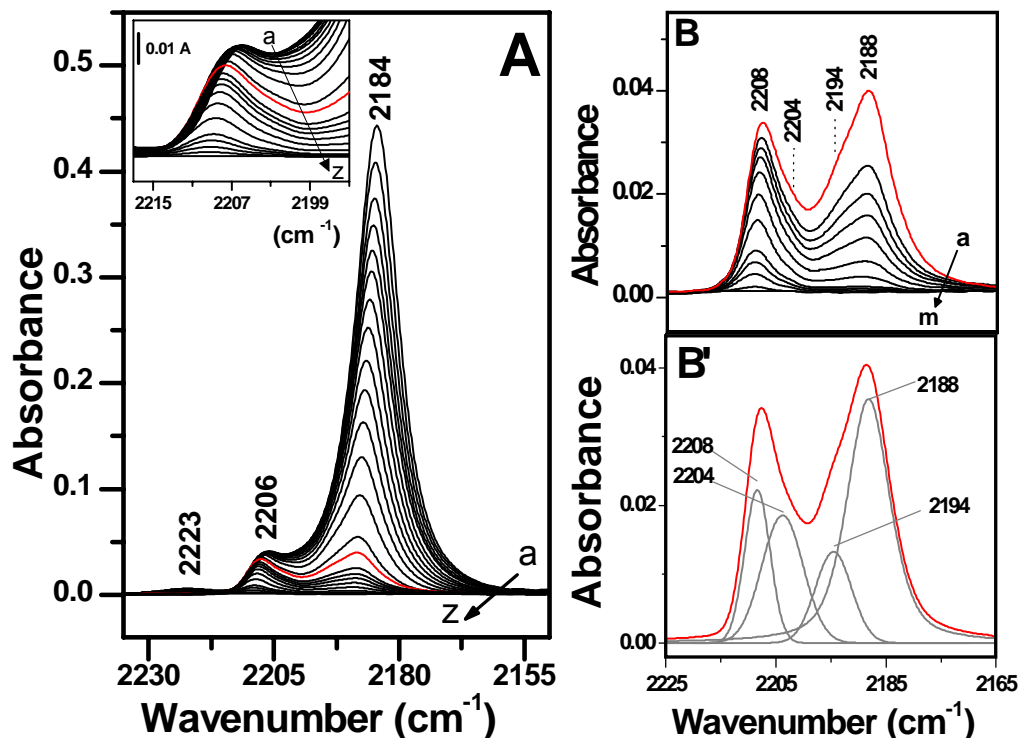 A
Absorbance
0.5
0.4
0.3
0.2
0.1
0.0
2223
2206
2184
a
z
2230
2205
2180
2155
Wavenumber (cm-1)
0.01 A
a
z
2215
2207
2199
(cm-1)
B
Absorbance
0.04
0.02
0.00
2208
2204
2194
2188
a
m
B'
Absorbance
0.04
0.02
0.00
2208
2204
2188
2194
2225
2205
2185
2165
Wavenumber (cm-1)